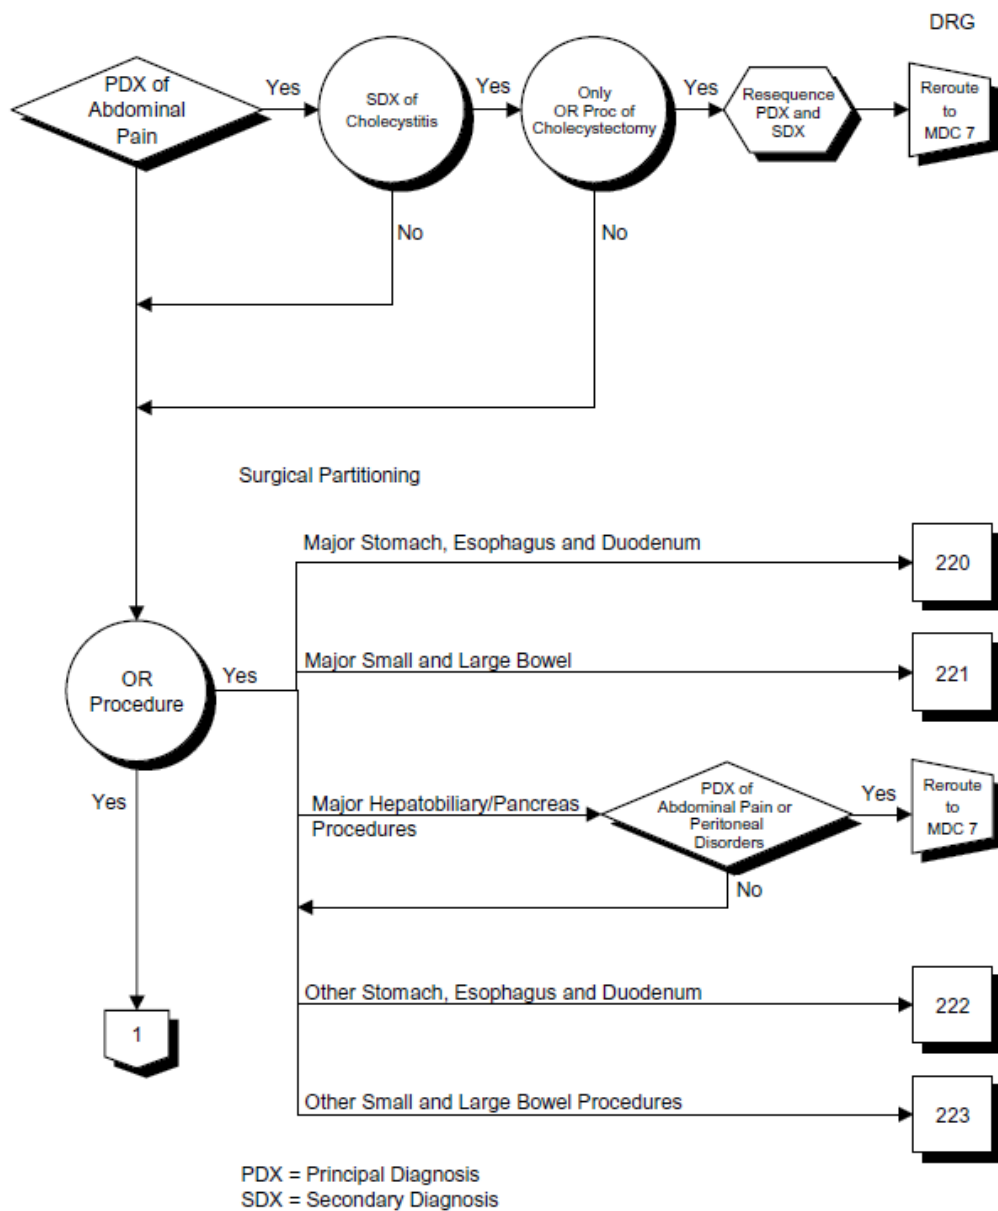 DRG
PDX of
Abdominal
Pain
Yes
SDX of
Cholecystitis
Yes
Only
OR Proc of
Cholecystectomy
Yes
Resequence
PDX and
SDX
Reroute
to
MDC 7
No
No
Surgical Partitioning
Major Stomach, Esophagus and Duodenum
220
Major Small and Large Bowel
221
OR
Procedure
Yes
Yes
Major Hepatobiliary/Pancreas
Procedures
PDX of
Abdominal Pain or
Peritoneal
Disorders
Yes
Reroute
to
MDC 7
No
Other Stomach, Esophagus and Duodenum
222
1
Other Small and Large Bowel Procedures
223
PDX = Principal Diagnosis
SDX = Secondary Diagnosis